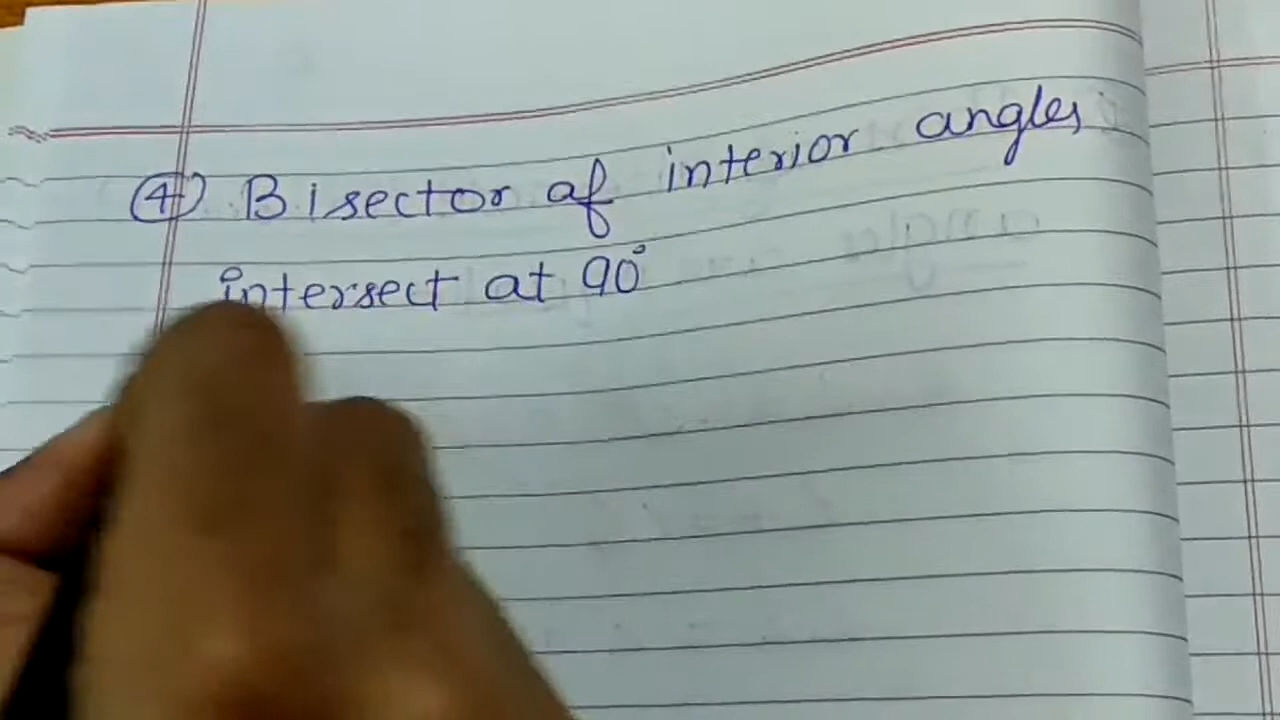 ④ Bisector of interior angles
intersect at 90°